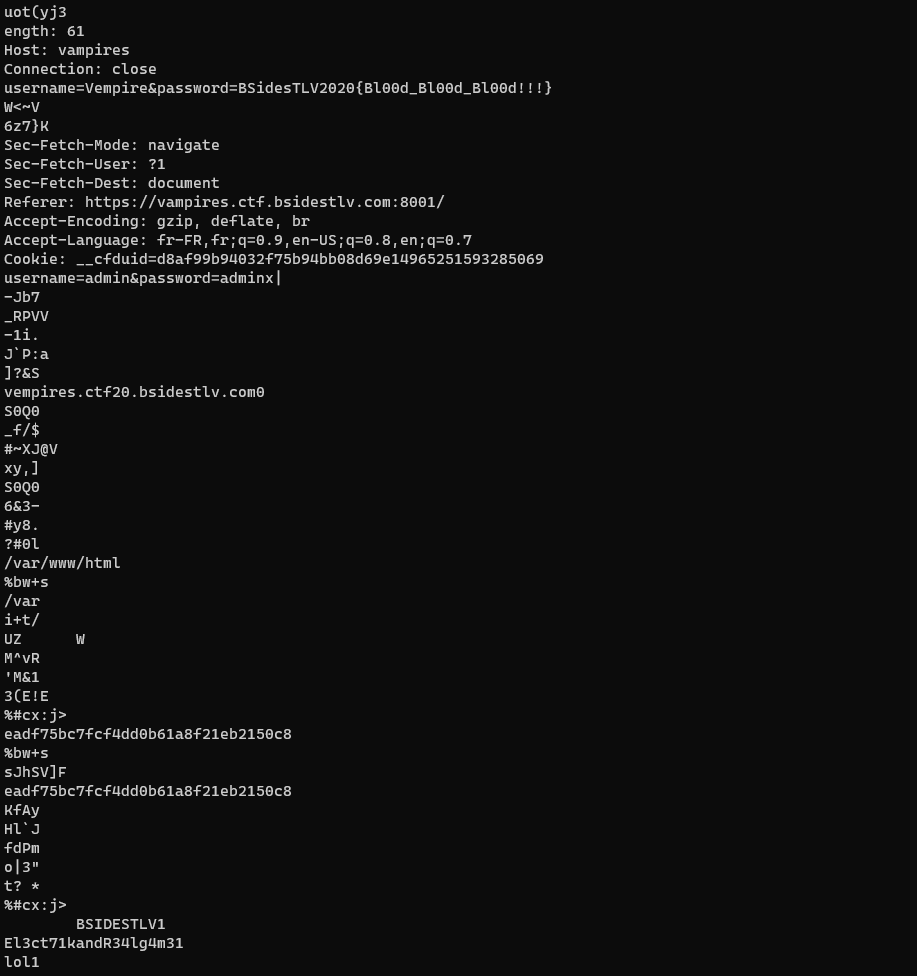 uot(yj3
ength: 61
Host: vampires
Connection: close
username=Vempire&password=BSidesTLV2020{Bl00d_Bl00d_Bl00d!!!}
W<~V
6z7}K
Sec-Fetch-Mode: navigate
Sec-Fetch-User: ?1
Sec-Fetch-Dest: document
Referer: https://vampires.ctf.bsidestlv.com:8001/
Accept-Encoding: gzip, deflate, br
Accept-Language: fr-FR,fr;q=0.9,en-US;q=0.8,en;q=0.7
Cookie: __cfduid=d8af99b94032f75b94bb08d69e14965251593285069
username=admin&password=adminx|
-Jb7
_RPVV
-1i.
J`P:a
]?&S
vempires.ctf20.bsidestlv.com0
S0Q0
_f/$
#~XJ@V
xy,]
S0Q0
6&3-
#y8.
?#0l
/var/www/html
%bw+s
/var
i+t/
UZ      W
M^vR
'M&1
3(E!E
%#cx:j>
eadf75bc7fcf4dd0b61a8f21eb2150c8
%bw+s
sJhSV]F
eadf75bc7fcf4dd0b61a8f21eb2150c8
KfAy
Hl`J
fdPm
o|3"
t? *
%#cx:j>
        BSIDESTLV1
El3ct71kandR34lg4m31
lol1